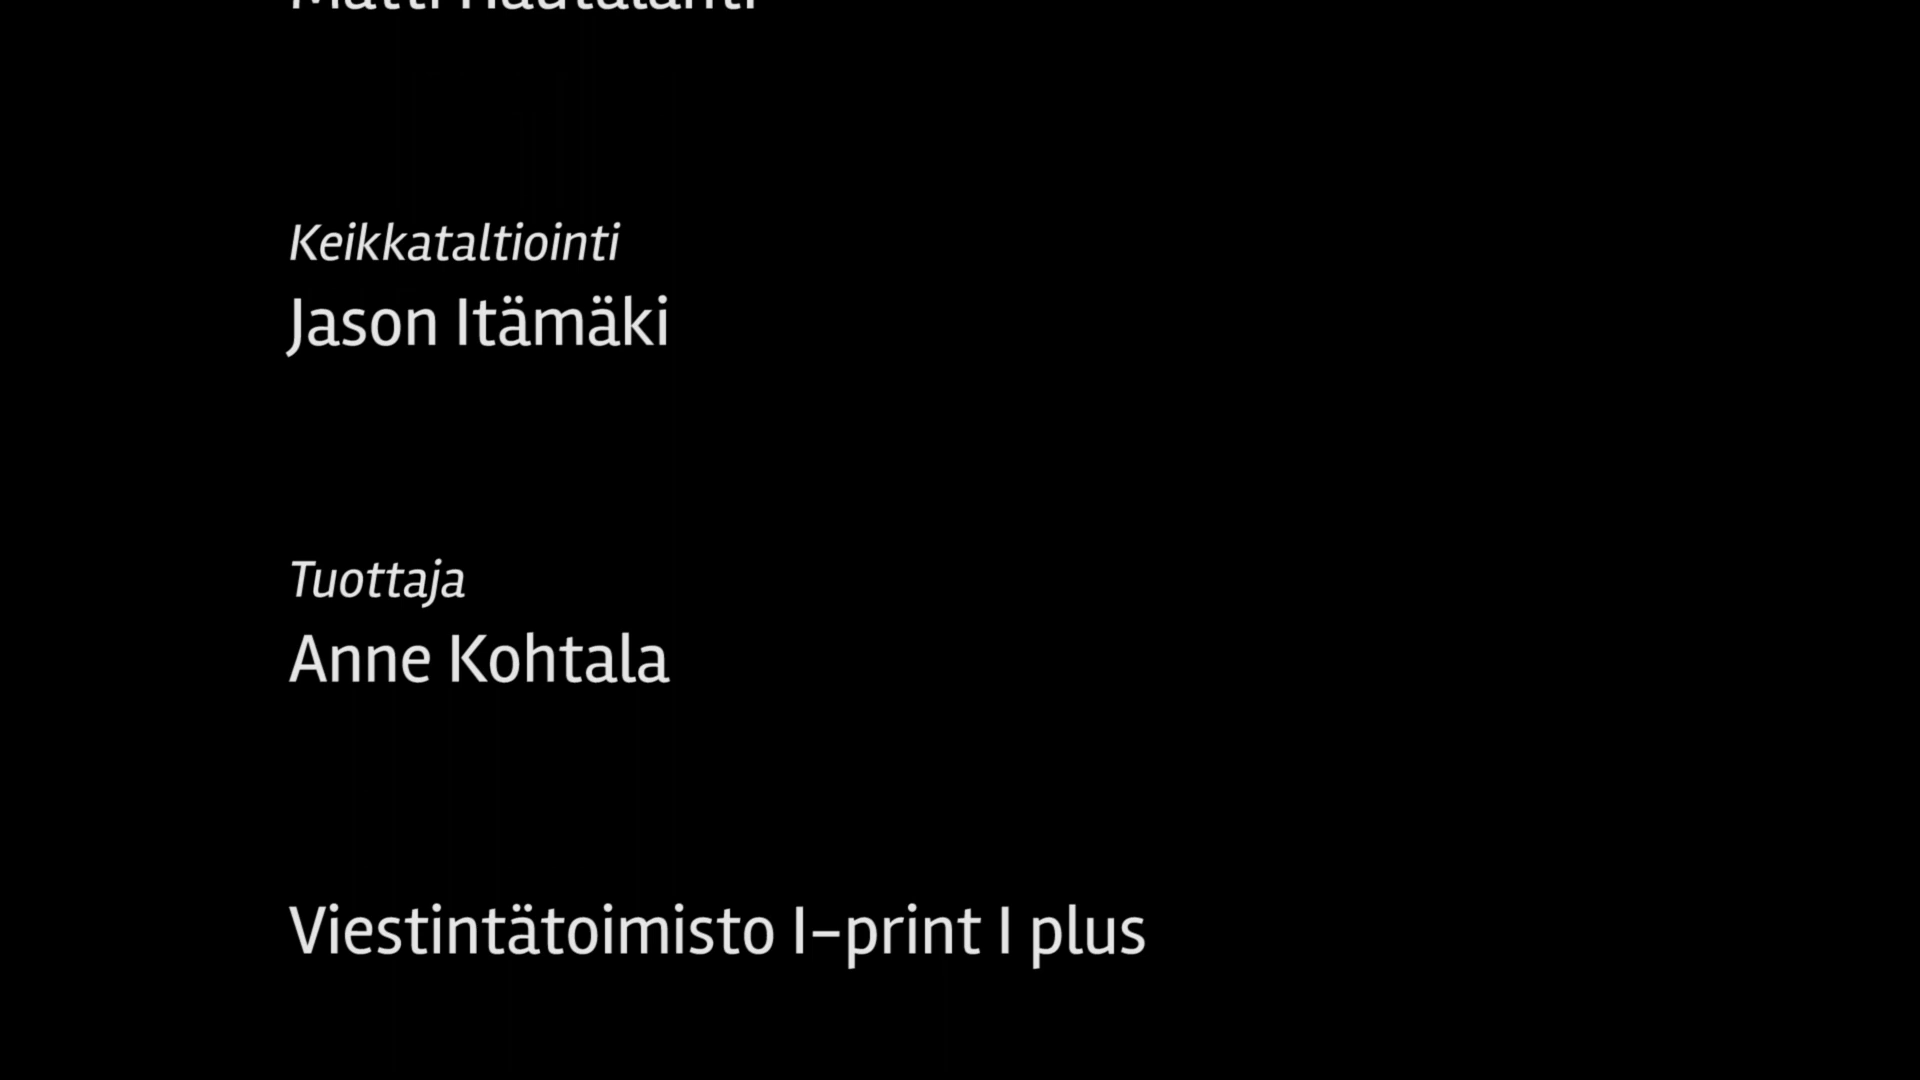 Keikkataltiointi
Jason Itämäki
Tuottaja
Anne Kohtala
Viestintätoimisto I-print I plus